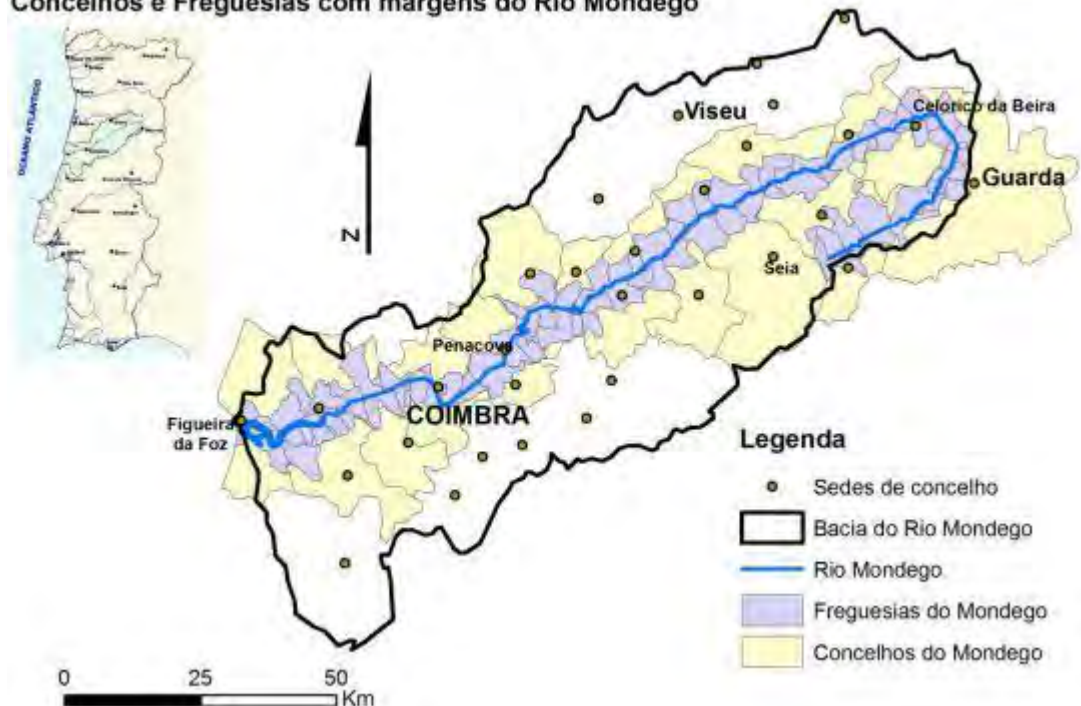 Concelhos e Freguesias com margens do Rio Mondego
OCEANO ATLÂNTICO
N
Viseu
Celorico da Beira
Guarda
Seia
Penacova
COIMBRA
Figueira
da Foz
Legenda
Sedes de concelho
Bacia do Rio Mondego
Rio Mondego
Freguesias do Mondego
Concelhos do Mondego
0 25 50
Km